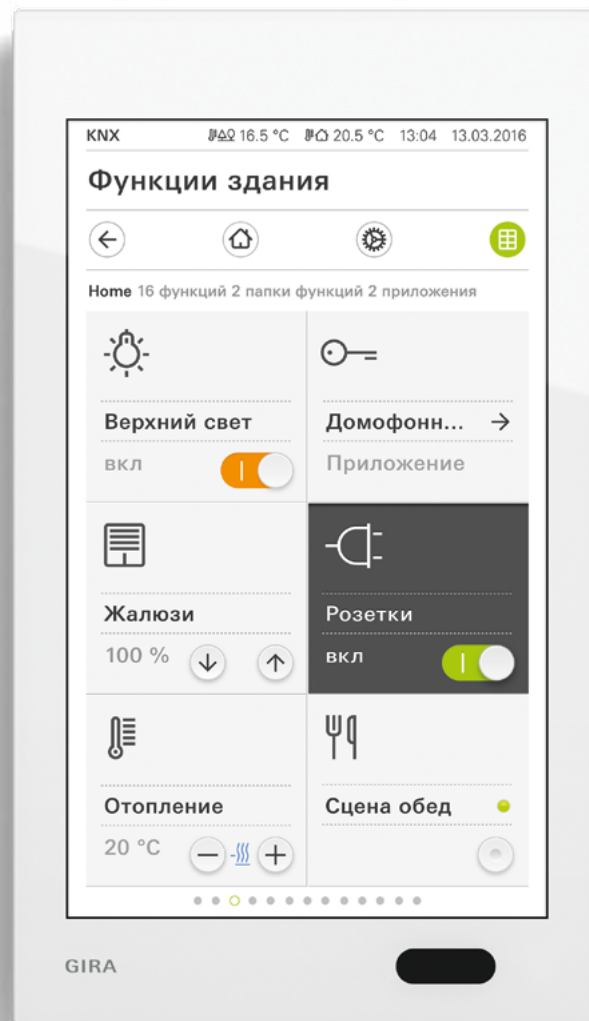 KNX 16.5 °C 20.5 °C 13:04 13.03.2016
Функции здания
Home 16 функций 2 папки функций 2 приложения
Верхний свет
вкл
Домофонн... →
Приложение
Жалюзи
100 %
Розетки
вкл
Отопление
20 °C
Сцена обед
GIRA